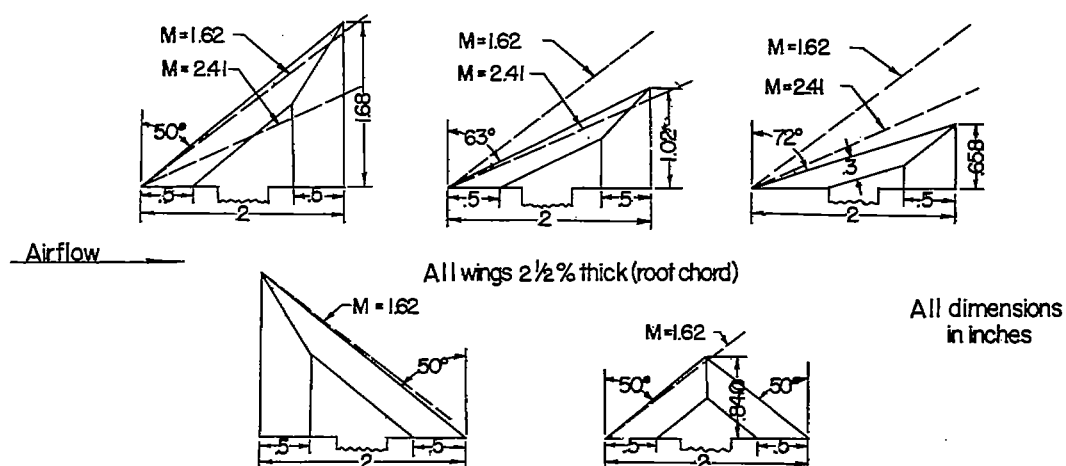 M=1.62
M=2.41
50°
1.68
.5
.5
2
M=1.62
M=2.41
63°
1.02
.5
.5
2
M=1.62
M=2.41
72°
.3
.658
.5
2
Airflow
All wings 2½% thick (root chord)
All dimensions
in inches
M=1.62
50°
.5
.5
2
M=1.62
50°
50°
.840
.5
.5
2